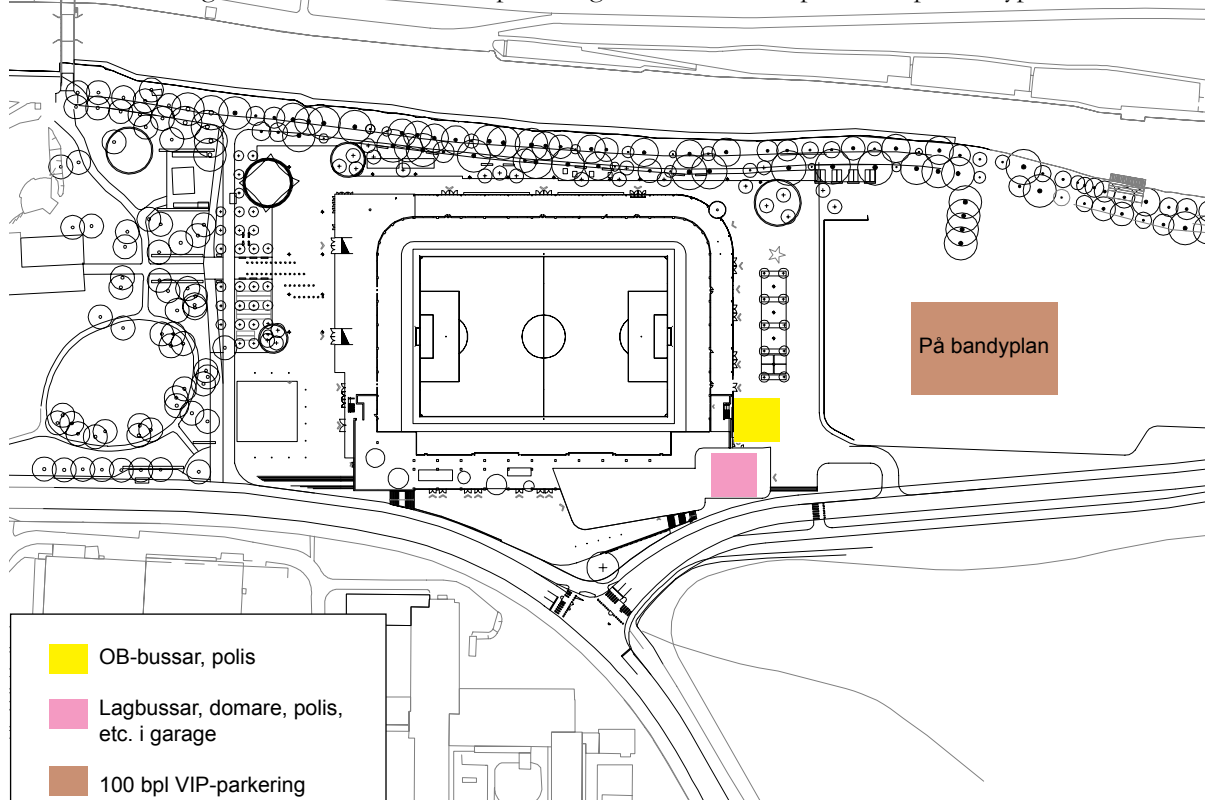 På bandyplan
OB-bussar, polis
Lagbussar, domare, polis,
etc. i garage
100 bpl VIP-parkering